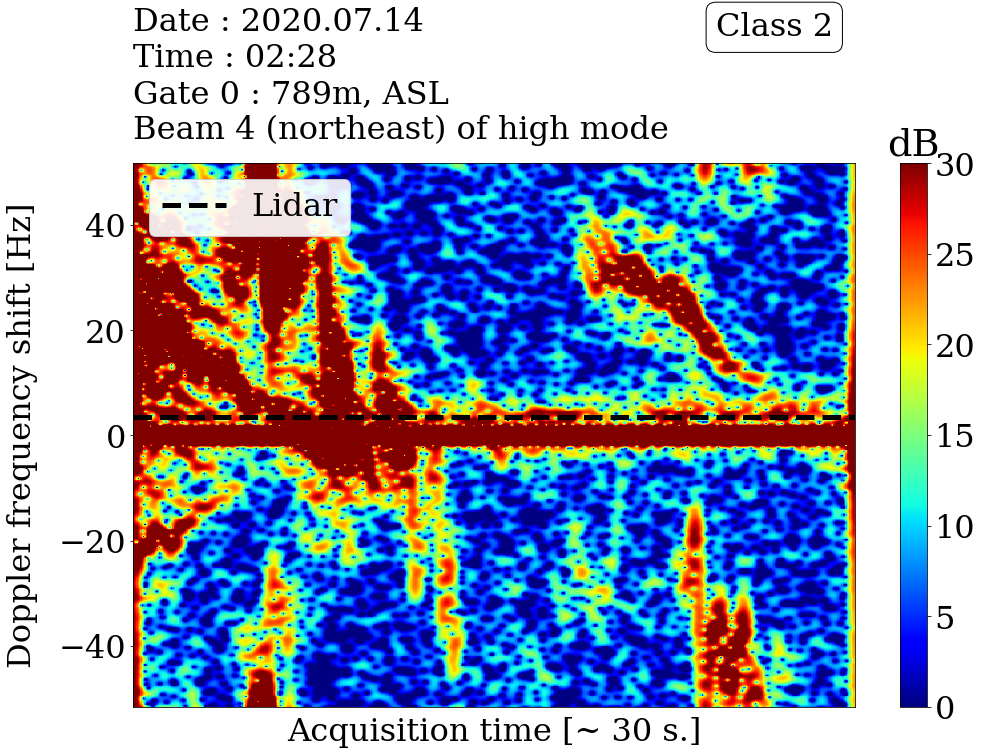 Date : 2020.07.14
Time : 02:28
Gate 0 : 789m, ASL
Beam 4 (northeast) of high mode
Class 2
dB
Lidar
Doppler frequency shift [Hz]
40
20
0
−20
−40
30
25
20
15
10
5
0
Acquisition time [~ 30 s.]